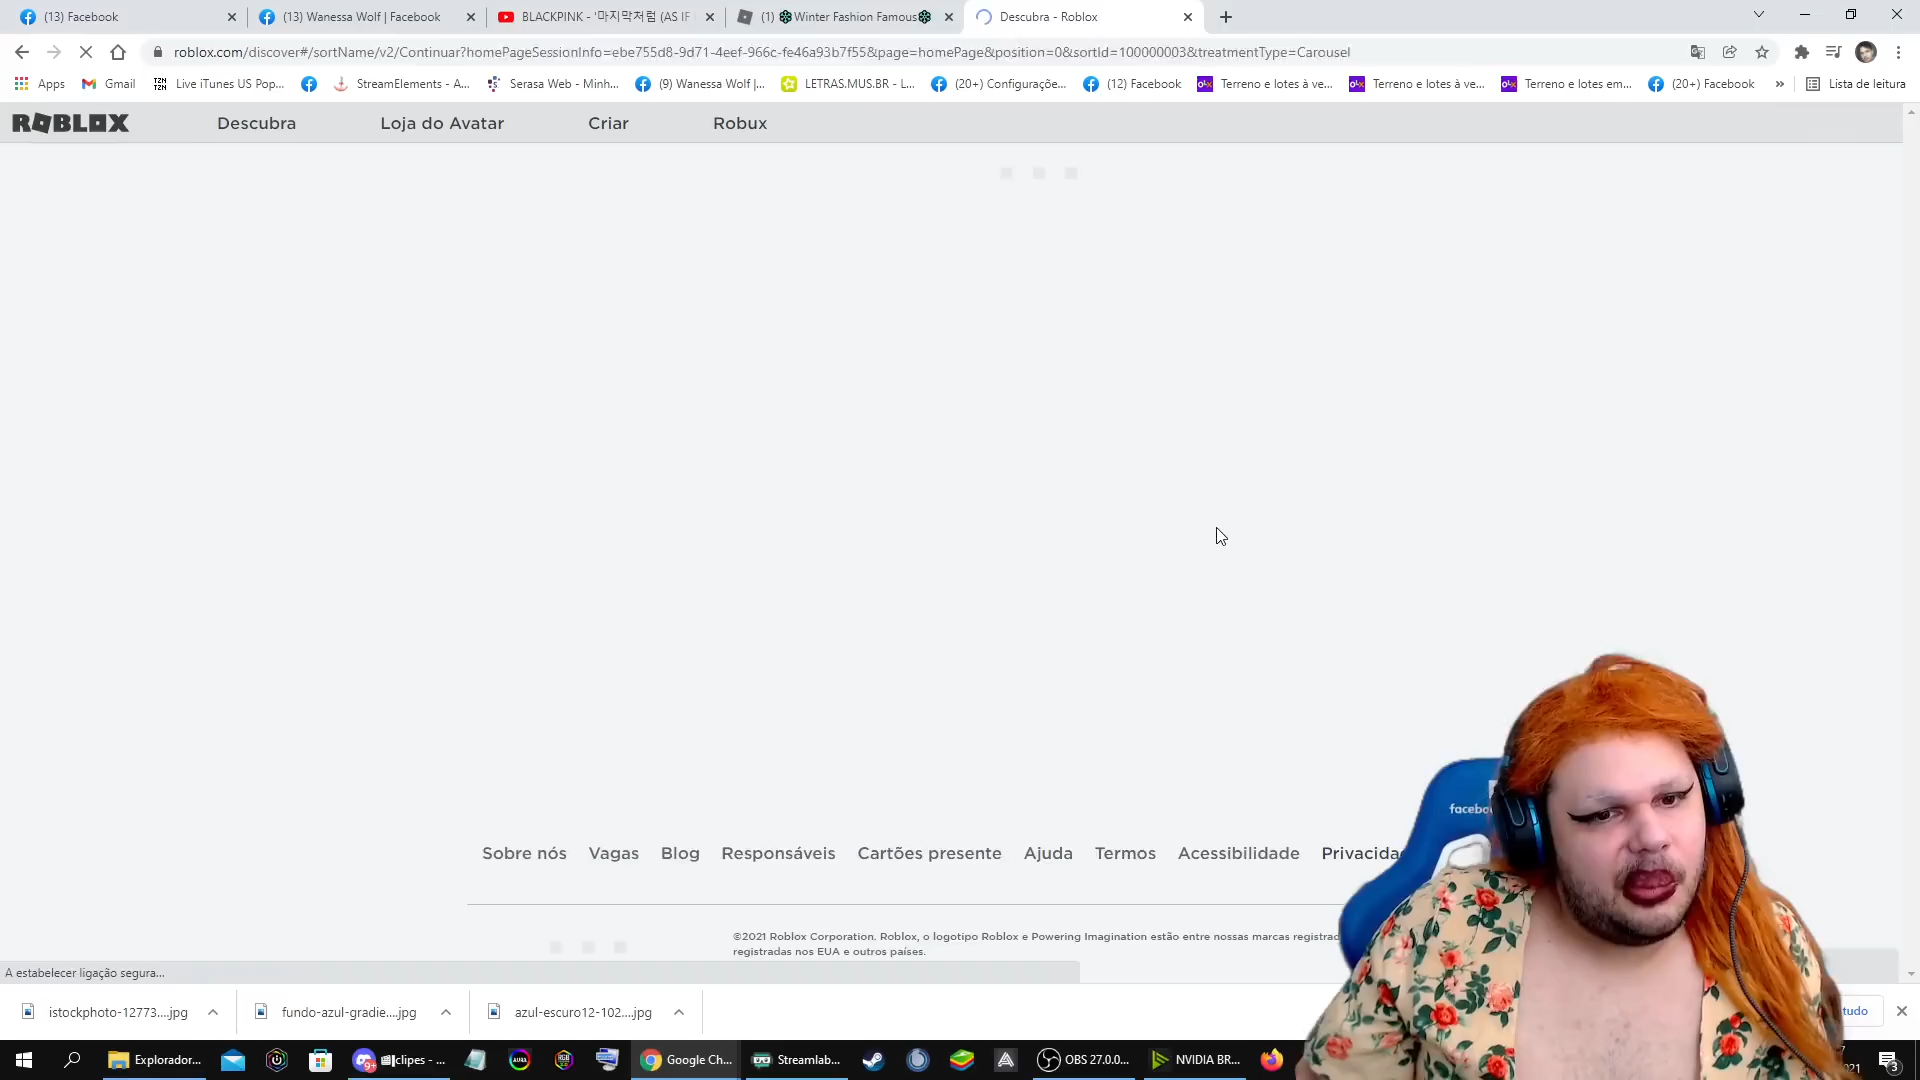 (13) Facebook
(13) Wanessa Wolf | Facebook
BLACKPINK - '마지막처럼 (AS IF
(1) Winter Fashion Famous
Descubra - Roblox
roblox.com/discover#/sortName/v2/Continuar?homePageSessionInfo=ebe755d8-9d71-4eef-966c-fe46a93b7f55&page=homePage&position=0&sortId=100000003&treatmentType=Carousel
Apps
Gmail
Live iTunes US Pop...
StreamElements - A...
Serasa Web - Minh...
(9) Wanessa Wolf |...
LETRAS.MUS.BR - L...
(20+) Configuraçõe...
(12) Facebook
Terreno e lotes à ve...
Terreno e lotes à ve...
Terreno e lotes em...
(20+) Facebook
»
Lista de leitura
ROBLOX
Descubra
Loja do Avatar
Criar
Robux
Sobre nós
Vagas
Blog
Responsáveis
Cartões presente
Ajuda
Termos
Acessibilidade
Privacidad
©2021 Roblox Corporation. Roblox, o logotipo Roblox e Powering Imagination estão entre nossas marcas registrad
registradas nos EUA e outros países.
facebo
A estabelecer ligação segura...
istockphoto-12773....jpg
fundo-azul-gradie....jpg
azul-escuro12-102....jpg
tudo
Explorador...
9+
clipes - ...
Google Ch...
Streamlab...
OBS 27.0.0...
NVIDIA BR...
021
3